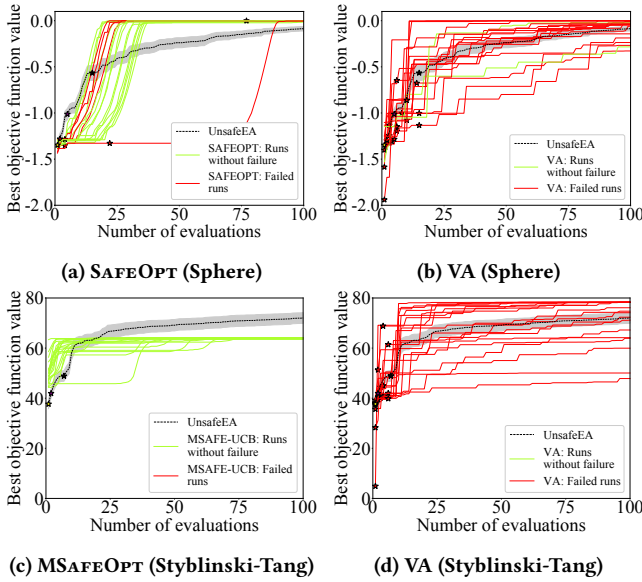 Best objective function value
0.0
-0.5
-1.0
-1.5
-2.0
UnsafeEA
SAFEOPT: Runs
without failure
SAFEOPT: Failed
runs
0
25
50
75
100
Number of evaluations
(a) SAFEOPT (Sphere)
Best objective function value
0.0
-0.5
-1.0
-1.5
-2.0
UnsafeEA
VA: Runs
without failure
VA: Failed runs
0
25
50
75
100
Number of evaluations
(b) VA (Sphere)
Best objective function value
80
60
40
20
0
UnsafeEA
MSAFE-UCB: Runs
without failure
MSAFE-UCB: Failed
runs
0
25
50
75
100
Number of evaluations
(c) MSAFEOPT (Styblinski-Tang)
Best objective function value
80
60
40
20
0
UnsafeEA
VA: Runs
without failure
VA: Failed runs
0
25
50
75
100
Number of evaluations
(d) VA (Styblinski-Tang)